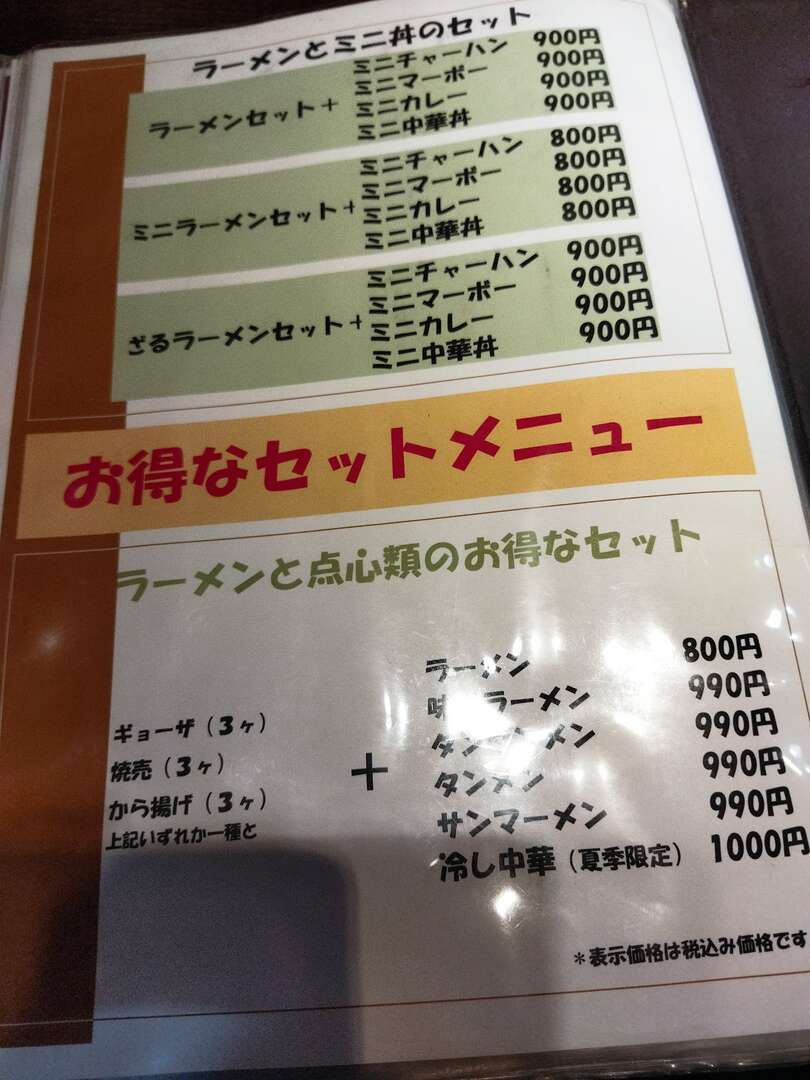 ラーメンとミニ丼のセット
ラーメンセット+
ミニチャーハン 900円
ミニマーボー 900円
ミニカレー 900円
ミニ中華丼 900円
ミニラーメンセット+
ミニチャーハン 800円
ミニマーボー 800円
ミニカレー 800円
ミニ中華丼 800円
ざるラーメンセット+
ミニチャーハン 900円
ミニマーボー 900円
ミニカレー 900円
ミニ中華丼 900円
お得なセットメニュー
ラーメンと点心類のお得なセット
ギョーザ(3ヶ)
焼売(3ヶ)
から揚げ(3ヶ)
上記いずれか一種と
+
ラーメン 800円
ラーメン 990円
990円
タンメン 990円
サンマーメン 990円
冷し中華(夏季限定) 1000円
*表示価格は税込み価格です